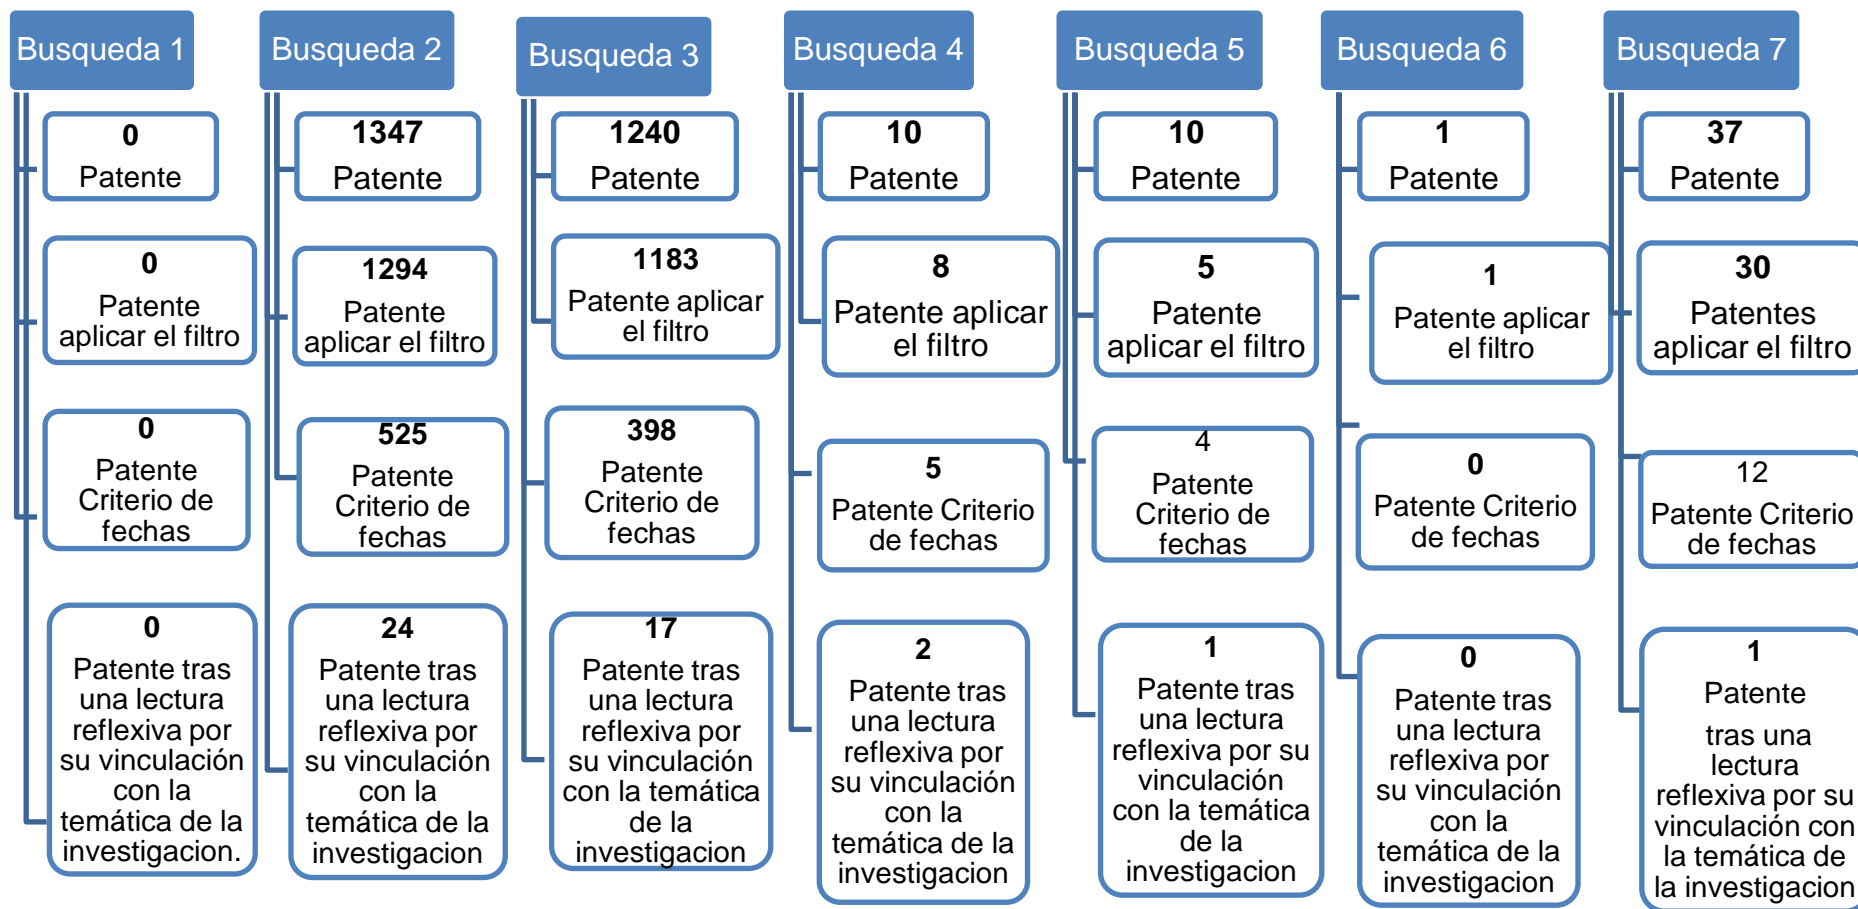 Busqueda 1
0
Patente
0
Patente
aplicar el filtro
0
Patente
Criterio de
fechas
0
Patente tras
una lectura
reflexiva por
su vinculación
con la
temática de la
investigacion.
Busqueda 2
1347
Patente
1294
Patente
aplicar el filtro
525
Patente
Criterio de
fechas
24
Patente tras
una lectura
reflexiva por
su vinculación
con la
temática de la
investigacion
Busqueda 3
1240
Patente
1183
Patente aplicar
el filtro
398
Patente
Criterio de
fechas
17
Patente tras
una lectura
reflexiva por
su vinculación
con la temática
de la
investigacion
Busqueda 4
10
Patente
8
Patente aplicar
el filtro
5
Patente Criterio
de fechas
2
Patente tras
una lectura
reflexiva por
su vinculación
con la
temática de la
investigacion
Busqueda 5
10
Patente
5
Patente
aplicar el filtro
4
Patente
Criterio de
fechas
1
Patente tras
una lectura
reflexiva por su
vinculación
con la temática
de la
investigacion
Busqueda 6
1
Patente
1
Patente aplicar
el filtro
0
Patente Criterio
de fechas
0
Patente tras
una lectura
reflexiva por
su vinculación
con la
temática de la
investigacion
Busqueda 7
37
Patente
30
Patentes
aplicar el filtro
12
Patente Criterio
de fechas
1
Patente
tras una
lectura
reflexiva por su
vinculación con
la temática de
la investigacion